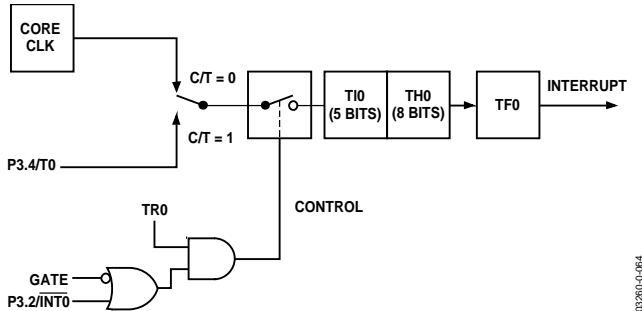 CORE
CLK
C/T = 0
C/T = 1
P3.4/T0
TI0
(5 BITS)
TH0
(8 BITS)
TF0
INTERRUPT
TR0
CONTROL
GATE
P3.2/INT0
03260-0-064